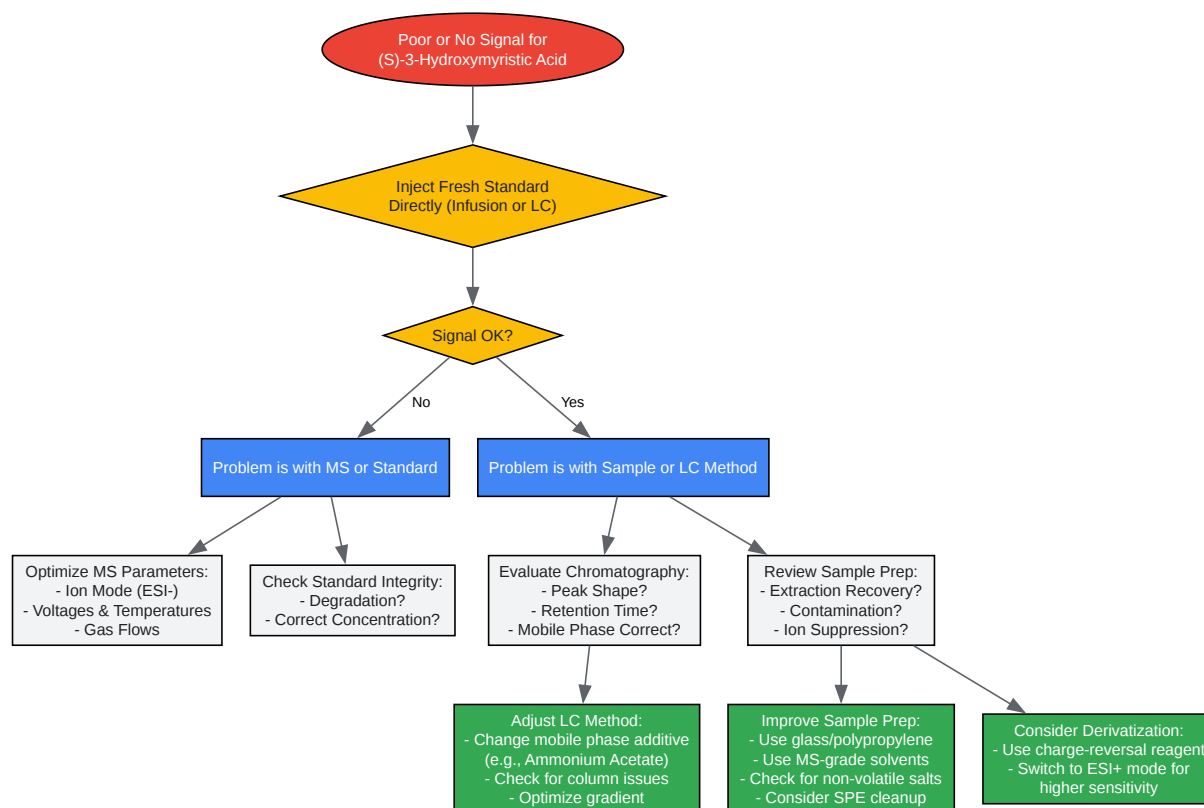 Poor or No Signal for
(S)-3-Hydroxymyristic Acid
Inject Fresh Standard
Directly (Infusion or LC)
Signal OK?
No
Yes
Problem is with MS or Standard
Problem is with Sample or LC Method
Optimize MS Parameters:
- Ion Mode (ESI-)
- Voltages & Temperatures
- Gas Flows
Check Standard Integrity:
- Degradation?
- Correct Concentration?
Evaluate Chromatography:
- Peak Shape?
- Retention Time?
- Mobile Phase Correct?
Review Sample Prep:
- Extraction Recovery?
- Contamination?
- Ion Suppression?
Adjust LC Method:
- Change mobile phase additive
(e.g., Ammonium Acetate)
- Check for column issues
- Optimize gradient
Improve Sample Prep:
- Use glass/polypropylene
- Use MS-grade solvents
- Check for non-volatile salts
- Consider SPE cleanup
Consider Derivatization:
- Use charge-reversal reagent
- Switch to ESI+ mode for
higher sensitivity